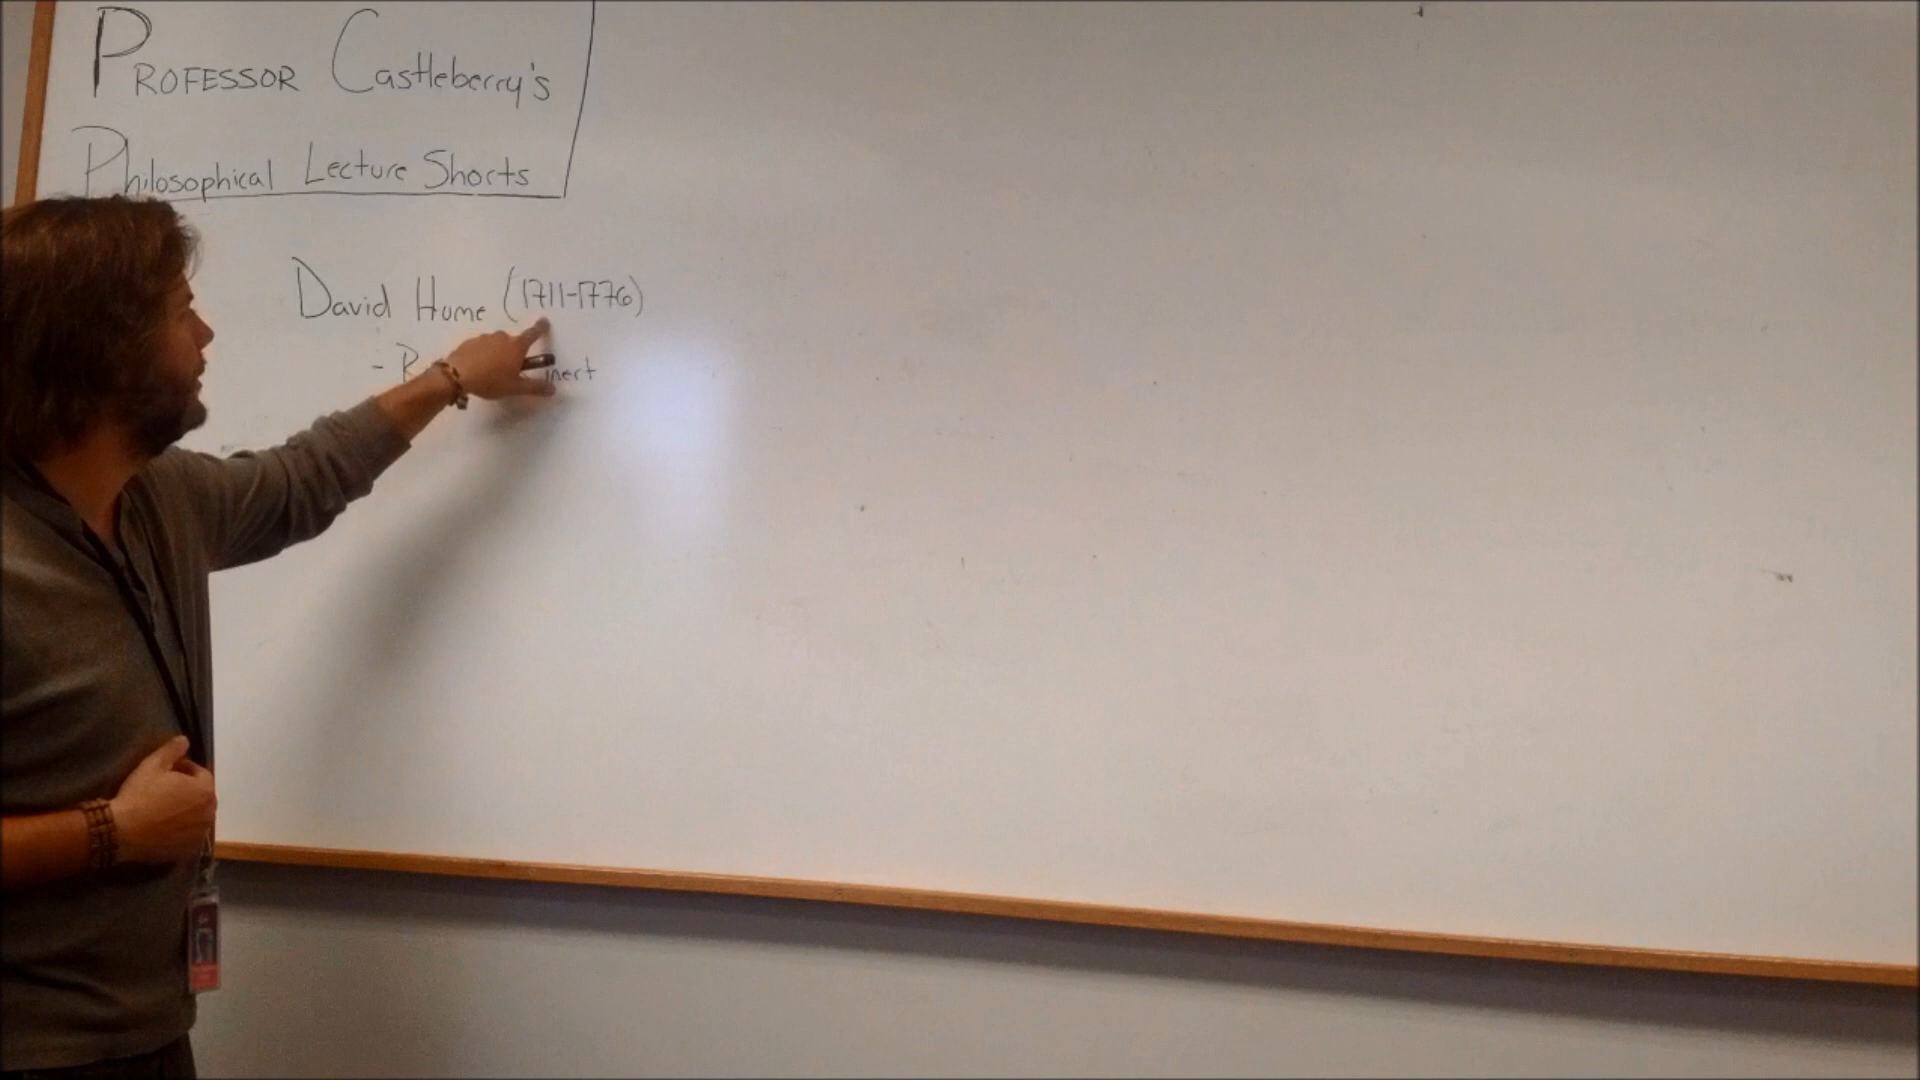 PROFESSOR Castleberry's
Philosophical Lecture Shorts
David Hume (1711-1776)
- inert